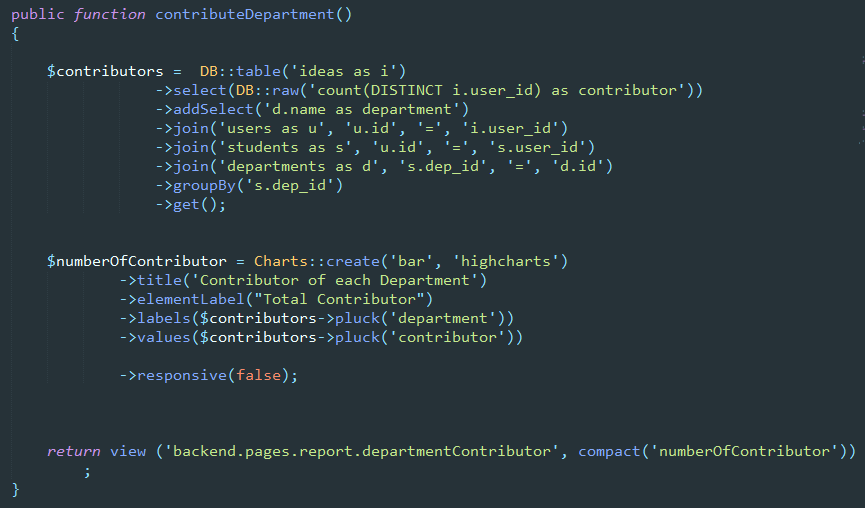 public function contributeDepartment()
{
$contributors =  DB::table('ideas as i')
->select(DB::raw('count(DISTINCT i.user_id) as contributor'))
->addSelect('d.name as department')
->join('users as u', 'u.id', '=', 'i.user_id')
->join('students as s', 'u.id', '=', 's.user_id')
->join('departments as d', 's.dep_id', '=', 'd.id')
->groupBy('s.dep_id')
->get();
$numberOfContributor = Charts::create('bar', 'highcharts')
->title('Contributor of each Department')
->elementLabel("Total Contributor")
->labels($contributors->pluck('department'))
->values($contributors->pluck('contributor'))
->responsive(false);
return view ('backend.pages.report.departmentContributor', compact('numberOfContributor'))
;
}